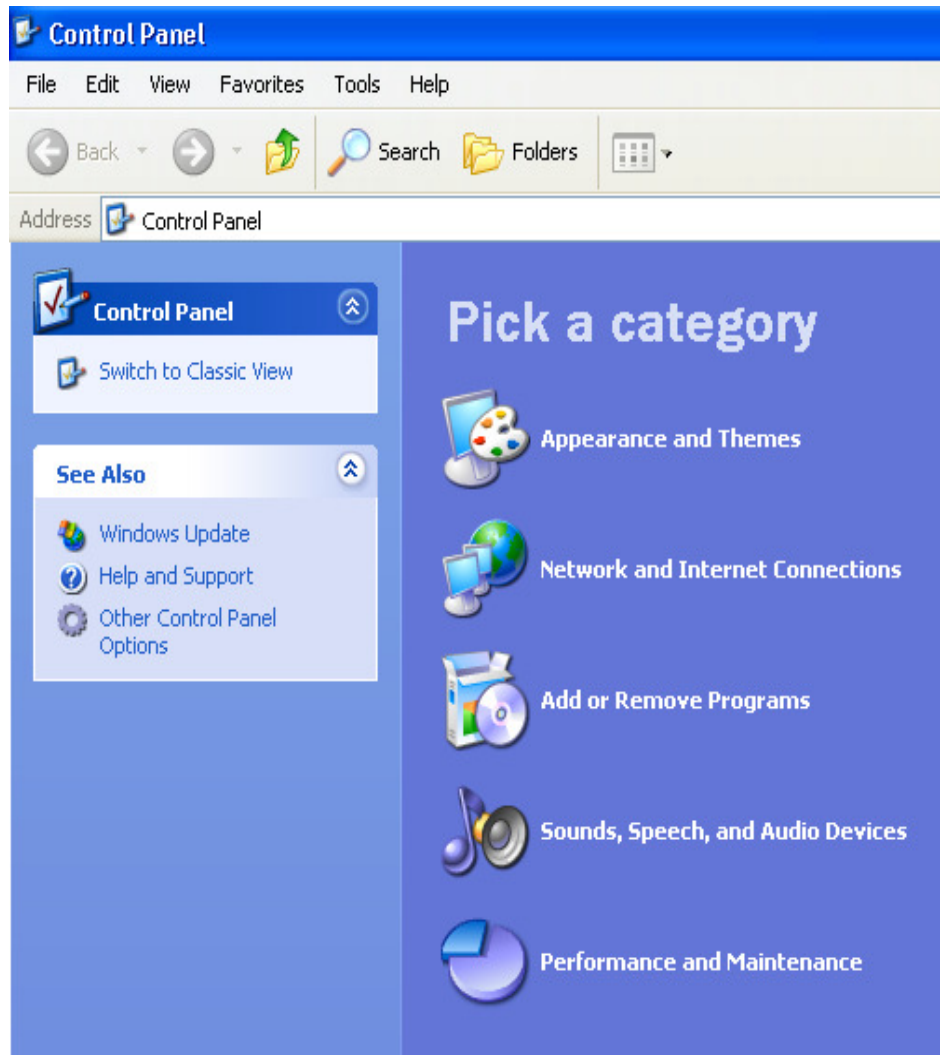 Control Panel
File Edit View Favorites Tools Help
Back Search Folders
Address Control Panel
Control Panel
Switch to Classic View
See Also
Windows Update
Help and Support
Other Control Panel
Options
Pick a category
Appearance and Themes
Network and Internet Connections
Add or Remove Programs
Sounds, Speech, and Audio Devices
Performance and Maintenance